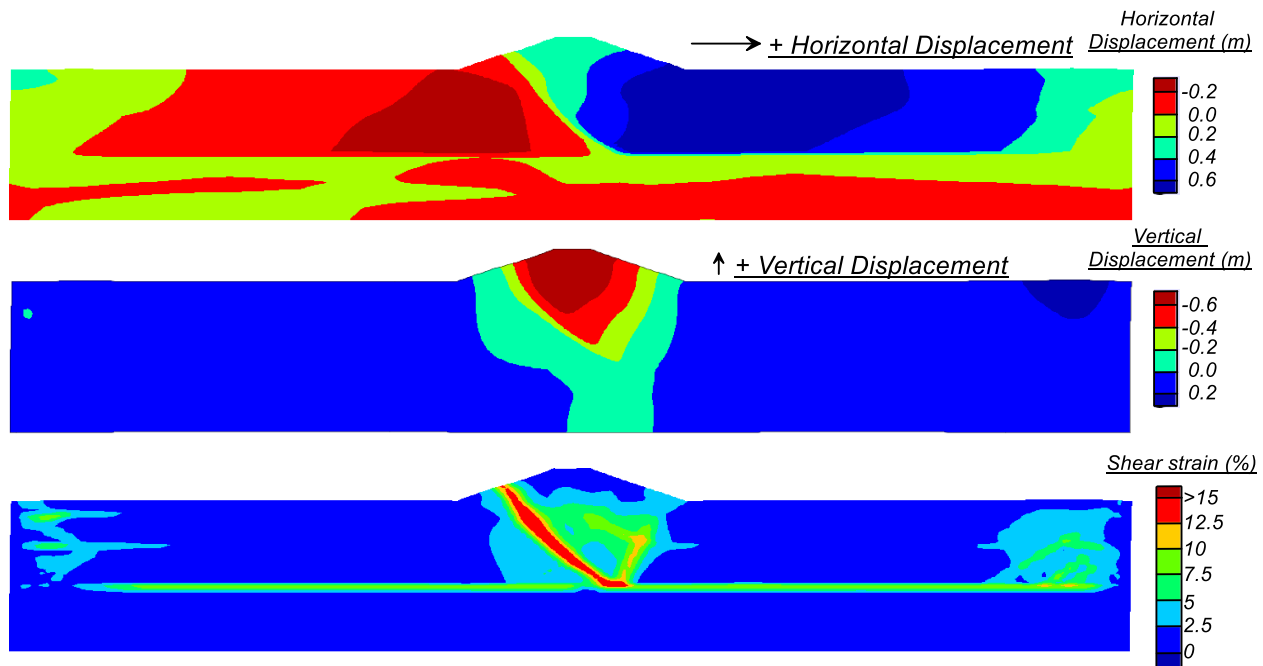 Horizontal
Displacement (m)
+ Horizontal Displacement
-0.2
0.0
0.2
0.4
0.6
Vertical
Displacement (m)
+ Vertical Displacement
-0.6
-0.4
-0.2
0.0
0.2
Shear strain (%)
>15
12.5
10
7.5
5
2.5
0